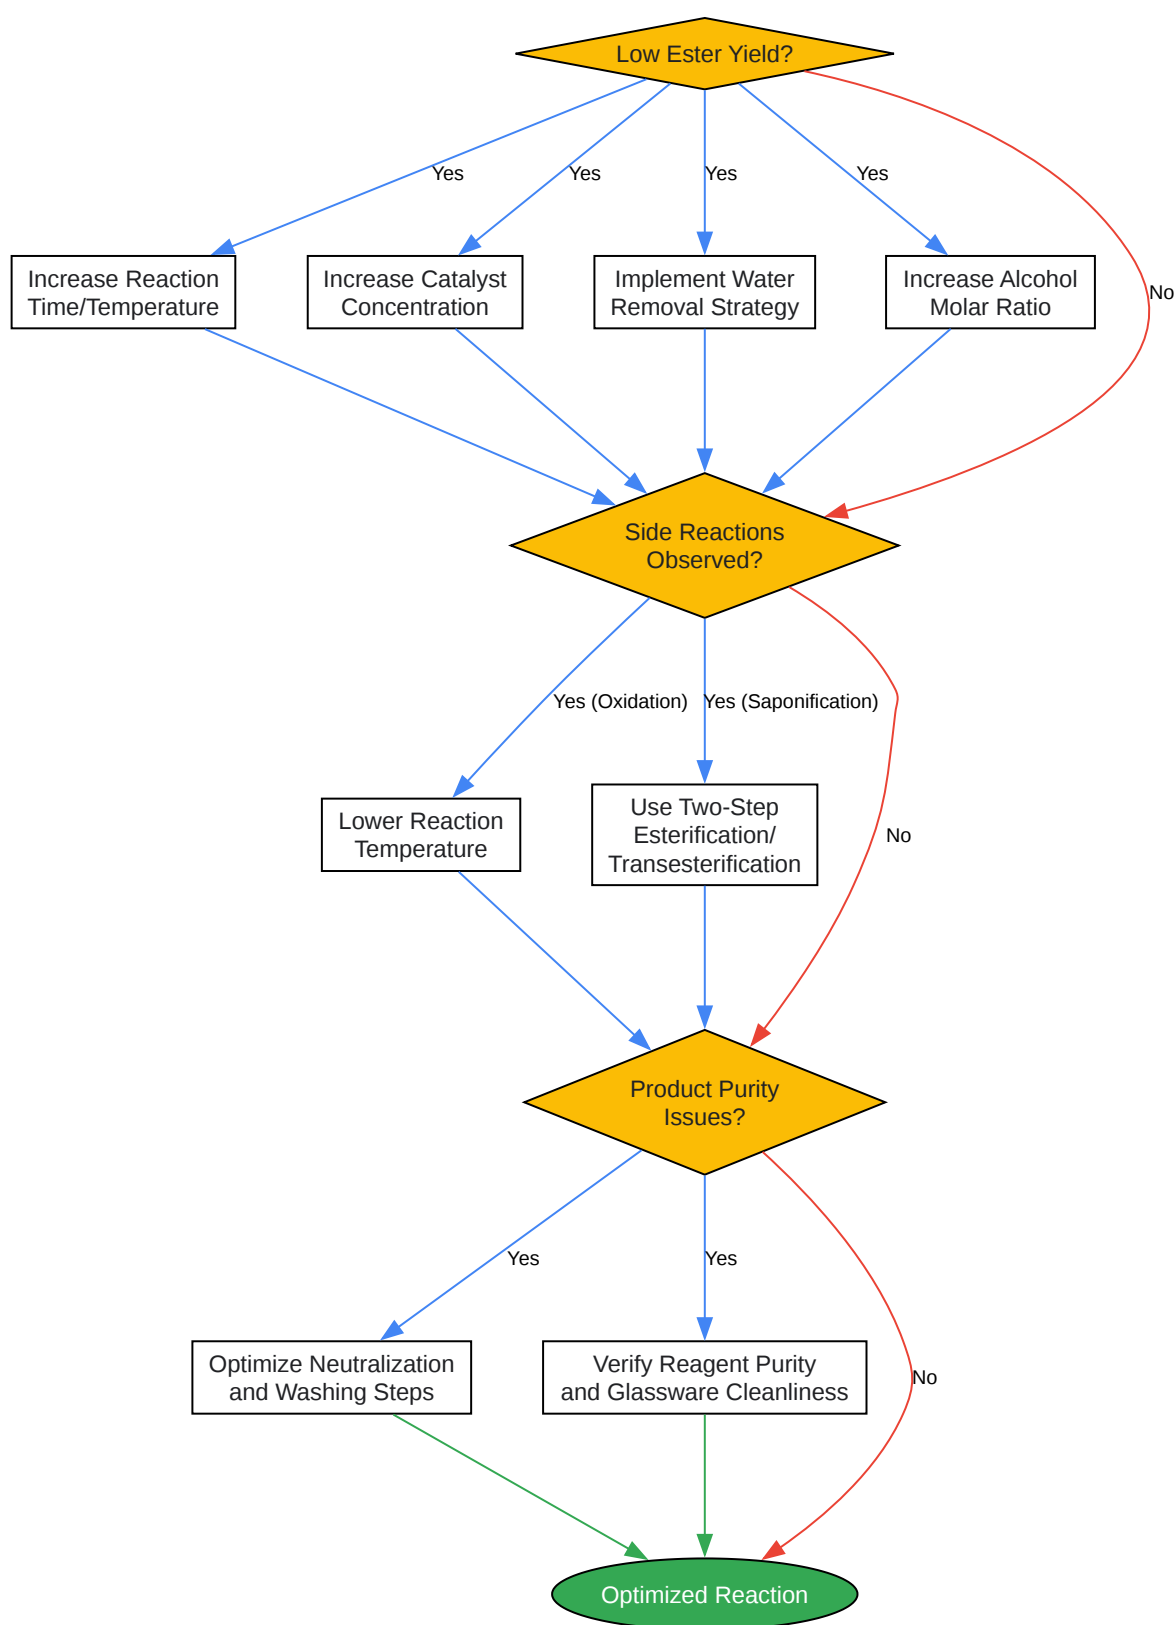 Low Ester Yield?
Yes
Yes
Yes
Yes
No
Increase Reaction
Time/Temperature
Increase Catalyst
Concentration
Implement Water
Removal Strategy
Increase Alcohol
Molar Ratio
Side Reactions
Observed?
Yes (Oxidation)
Yes (Saponification)
No
Lower Reaction
Temperature
Use Two-Step
Esterification/
Transesterification
Product Purity
Issues?
Yes
Yes
No
Optimize Neutralization
and Washing Steps
Verify Reagent Purity
and Glassware Cleanliness
Optimized Reaction